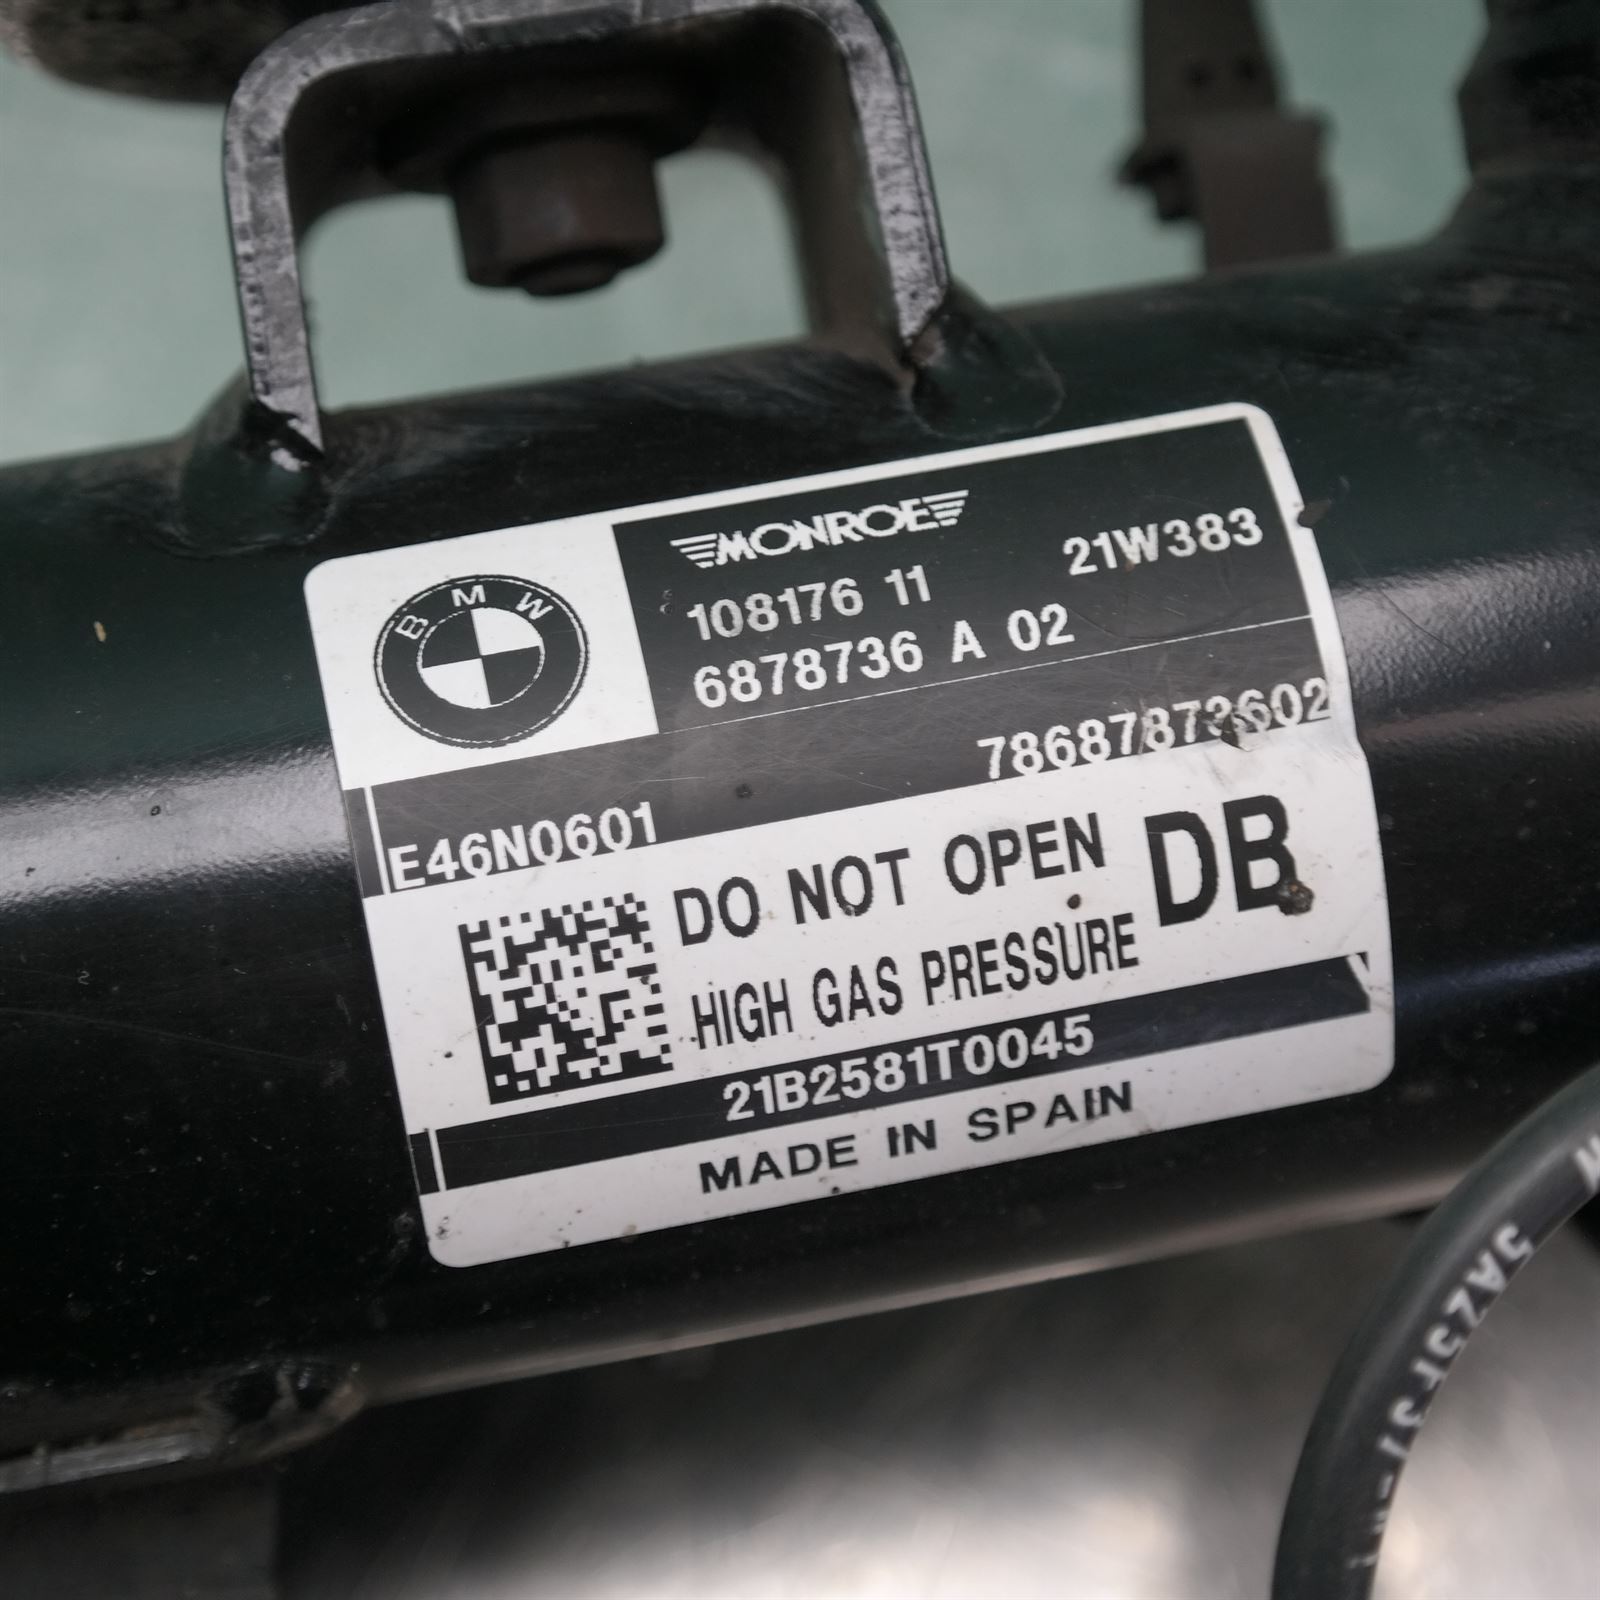 BMW
MONROE
108176 11 21W383
6878736 A 02
78687873602
E46N0601
DO NOT OPEN DB
HIGH GAS PRESSURE
21B2581T0045
MADE IN SPAIN
5A25F37